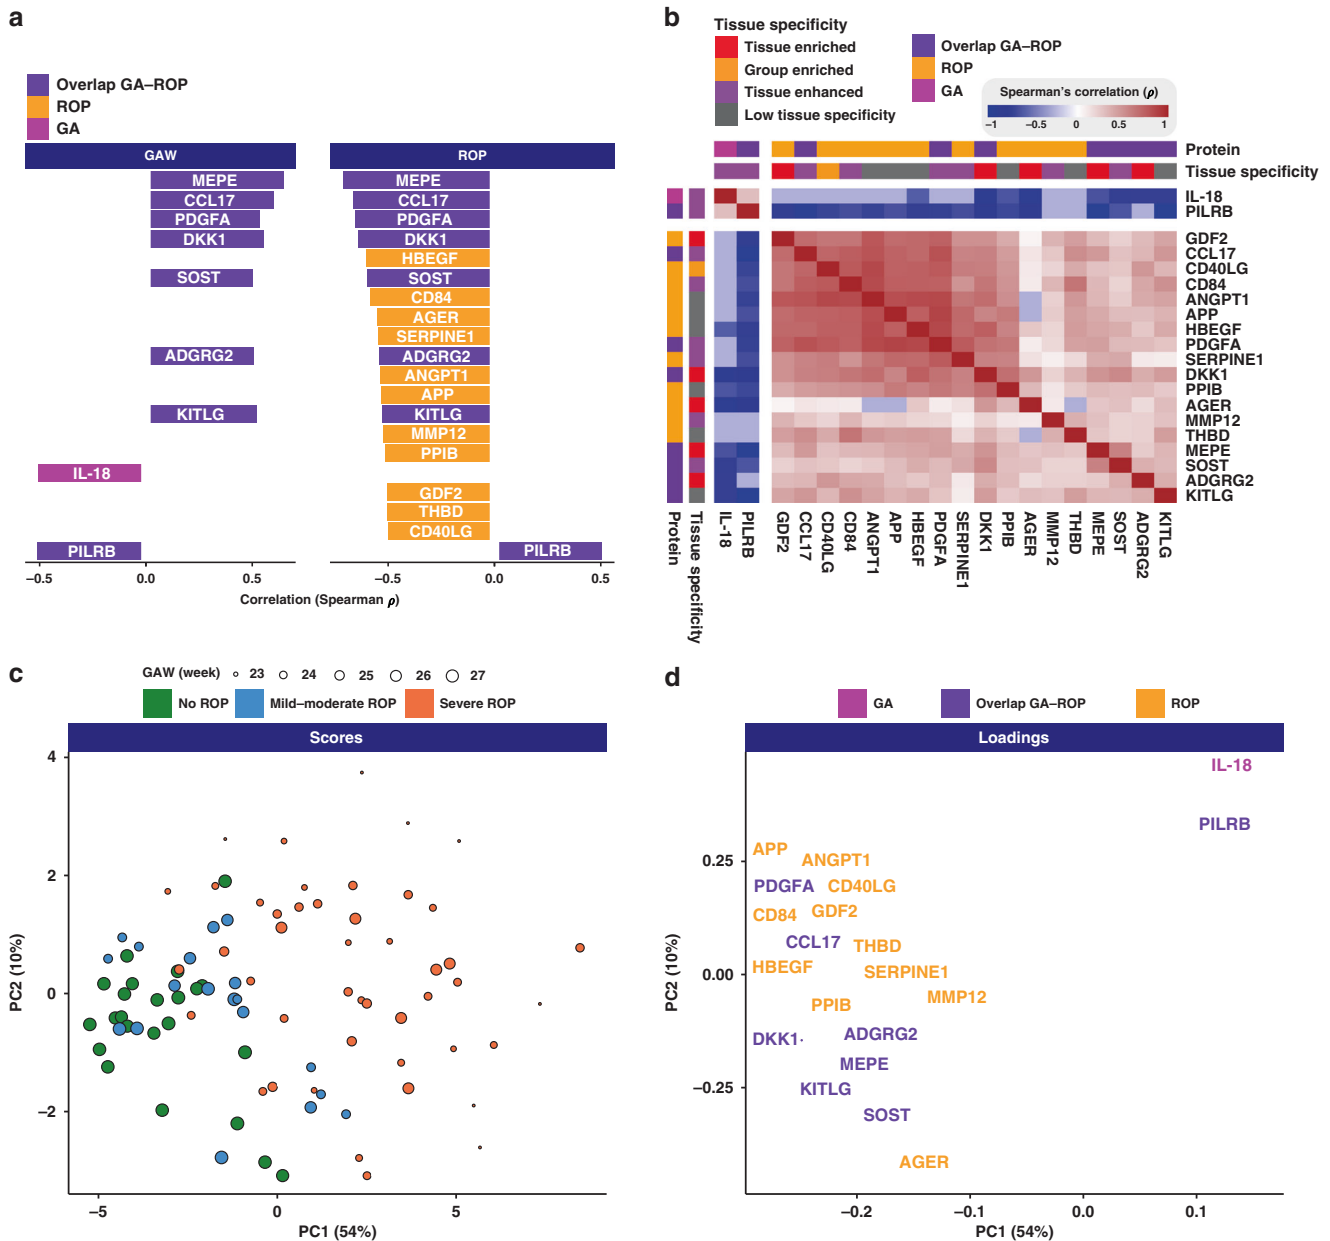 a
Overlap GA–ROP
ROP
GA
GAW
ROP
MEPE
CCL17
PDGFA
DKK1
SOST
ADGRG2
KITLG
IL-18
PILRB
MEPE
CCL17
PDGFA
DKK1
HBEGF
SOST
CD84
AGER
SERPINE1
ADGRG2
ANGPT1
APP
KITLG
MMP12
PPIB
GDF2
THBD
CD40LG
PILRB
−0.5 0.0 0.5
−0.5 0.0 0.5
Correlation (Spearman ρ)
b
Tissue specificity
Tissue enriched
Group enriched
Tissue enhanced
Low tissue specificity
Overlap GA–ROP
ROP
GA
Spearman's correlation (ρ)
−1 −0.5 0 0.5 1
Protein
Tissue specificity
IL-18
PILRB
GDF2
CCL17
CD40LG
CD84
ANGPT1
APP
HBEGF
PDGFA
SERPINE1
DKK1
PPIB
AGER
MMP12
THBD
MEPE
SOST
ADGRG2
KITLG
Protein
Tissue specificity
IL-18
PILRB
GDF2
CCL17
CD40LG
CD84
ANGPT1
APP
HBEGF
PDGFA
SERPINE1
DKK1
PPIB
AGER
MMP12
THBD
MEPE
SOST
ADGRG2
KITLG
c
GAW (week) 23 24 25 26 27
No ROP Mild–moderate ROP Severe ROP
Scores
4
2
0
−2
PC2 (10%)
−5 0 5
PC1 (54%)
d
GA Overlap GA–ROP ROP
Loadings
IL-18
PILRB
APP
ANGPT1
PDGFA CD40LG
CD84 GDF2
CCL17 THBD
HBEGF SERPINE1
MMP12
PPIB
DKK1
ADGRG2
MEPE
KITLG
SOST
AGER
0.25
0.00
−0.25
PC2 (10%)
−0.2 −0.1 0.0 0.1
PC1 (54%)